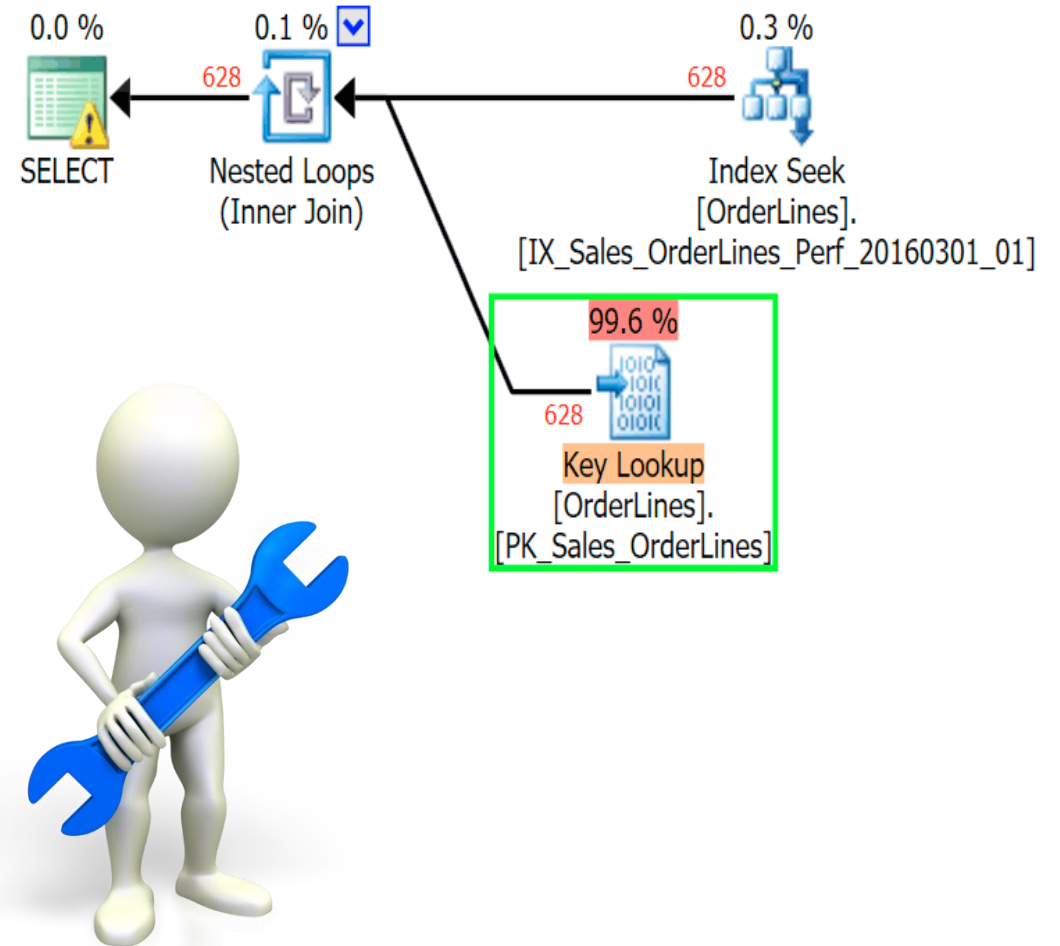 0.0 %
0.1 %
0.3 %
628
628
SELECT
Nested Loops
(Inner Join)
Index Seek
[OrderLines].
[IX_Sales_OrderLines_Perf_20160301_01]
99.6 %
628
Key Lookup
[OrderLines].
[PK_Sales_OrderLines]